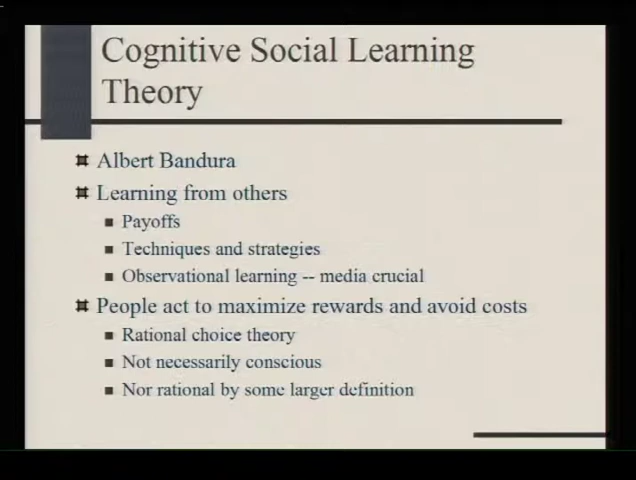 Cognitive Social Learning
Theory
Albert Bandura
Learning from others
Payoffs
Techniques and strategies
Observational learning -- media crucial
People act to maximize rewards and avoid costs
Rational choice theory
Not necessarily conscious
Nor rational by some larger definition